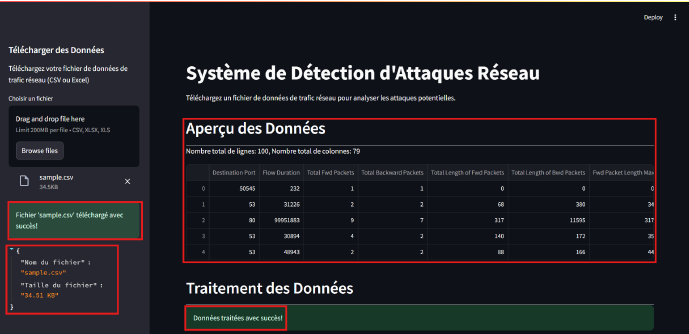 Deploy
Télécharger des Données
Téléchargez votre fichier de données de
trafic réseau (CSV ou Excel)
Choisir un fichier
Drag and drop file here
Limit 200MB per file • CSV, XLSX, XLS
Browse files
sample.csv
34.5KB
Fichier 'sample.csv' téléchargé avec
succès!
{
"Nom du fichier" :
"sample.csv"
"Taille du fichier" :
"34.51 KB"
}
Système de Détection d'Attaques Réseau
Téléchargez un fichier de données de trafic réseau pour analyser les attaques potentielles.
Aperçu des Données
Nombre total de lignes: 100, Nombre total de colonnes: 79
Destination Port Flow Duration Total Fwd Packets Total Backward Packets Total Length of Fwd Packets Total Length of Bwd Packets Fwd Packet Length Max
0 50545 232 1 1 0 0 0
1 53 31226 2 2 68 380 34
2 80 99951883 9 7 317 11595 317
3 53 30894 4 2 140 172 35
4 53 48943 2 2 88 166 44
Traitement des Données
Données traitées avec succès!